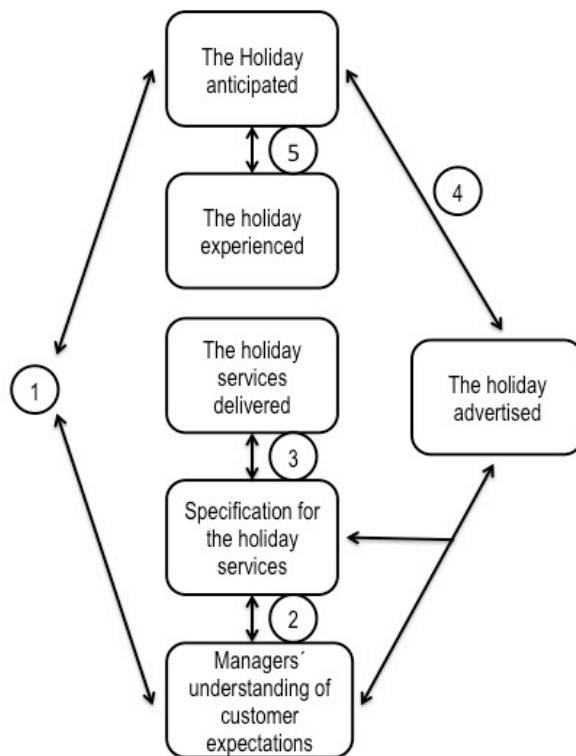 The Holiday
anticipated
5
4
The holiday
experienced
The holiday
services
delivered
The holiday
advertised
1
3
Specification for
the holiday
services
2
Managers´
understanding of
customer
expectations